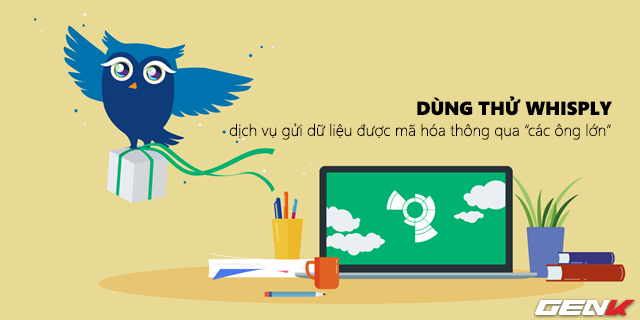 DÙNG THỬ WHISPLY
dịch vụ gửi dữ liệu được mã hóa thông qua “các ông lớn”
GENK